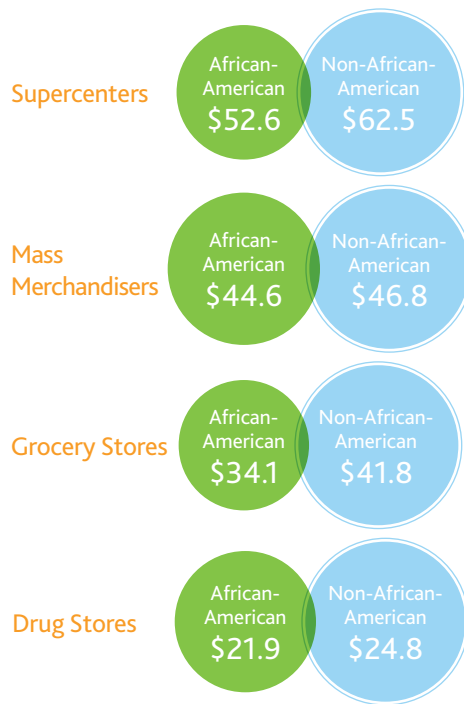 Supercenters
African-
American
$52.6
Non-African-
American
$62.5
Mass
Merchandisers
African-
American
$44.6
Non-African-
American
$46.8
Grocery Stores
African-
American
$34.1
Non-African-
American
$41.8
Drug Stores
African-
American
$21.9
Non-African-
American
$24.8